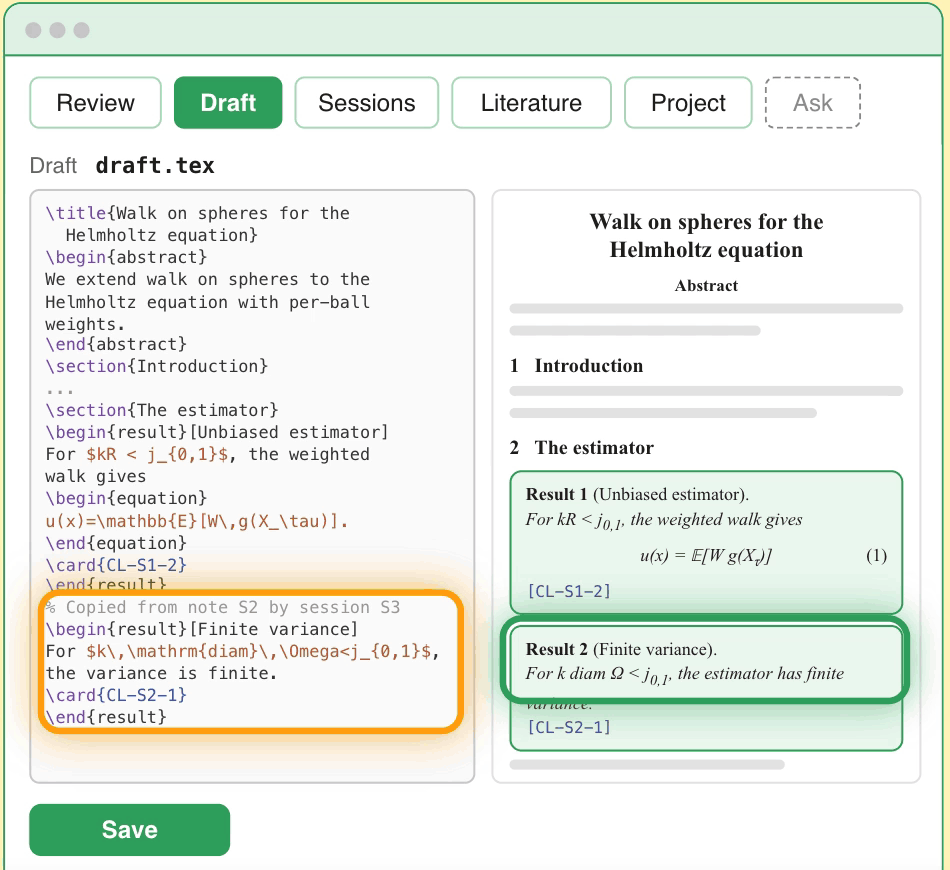 Review Draft Sessions Literature Project Ask
Draft draft.tex
\title{Walk on spheres for the
Helmholtz equation}
\begin{abstract}
We extend walk on spheres to the
Helmholtz equation with per-ball
weights.
\end{abstract}
\section{Introduction}
...
\section{The estimator}
\begin{result}[Unbiased estimator]
For $kR < j_{0,1}$, the weighted
walk gives
\begin{equation}
u(x)=\mathbb{E}[W\,g(X_\tau)].
\end{equation}
\card{CL-S1-2}
\end{result}
% Copied from note S2 by session S3
\begin{result}[Finite variance]
For $k\,\mathrm{diam}\,\Omega<j_{0,1}$,
the variance is finite.
\card{CL-S2-1}
\end{result}
Walk on spheres for the
Helmholtz equation
Abstract
1 Introduction
2 The estimator
Result 1 (Unbiased estimator).
For kR < j_{0,1}, the weighted walk gives
u(x) = 𝔼[W g(X_τ)] (1)
[CL-S1-2]
Result 2 (Finite variance).
For k diam Ω < j_{0,1}, the estimator has finite
variance.
[CL-S2-1]
Save